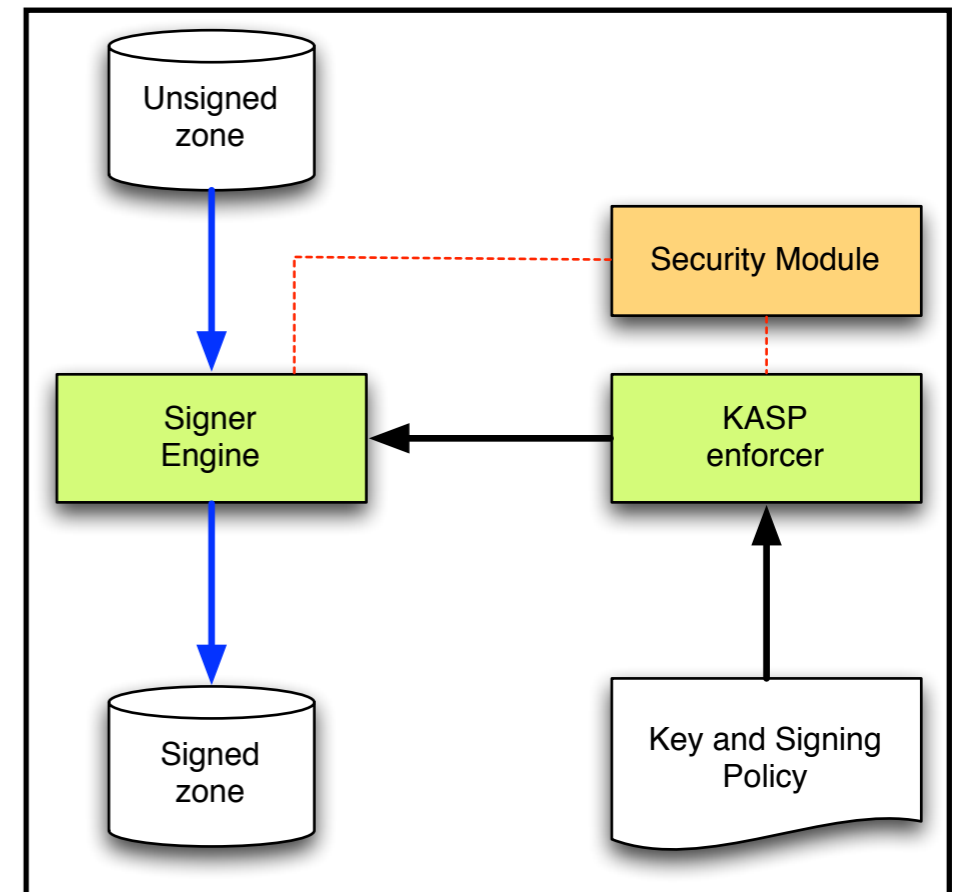 Unsigned
zone
Security Module
Signer
Engine
KASP
enforcer
Signed
zone
Key and Signing
Policy